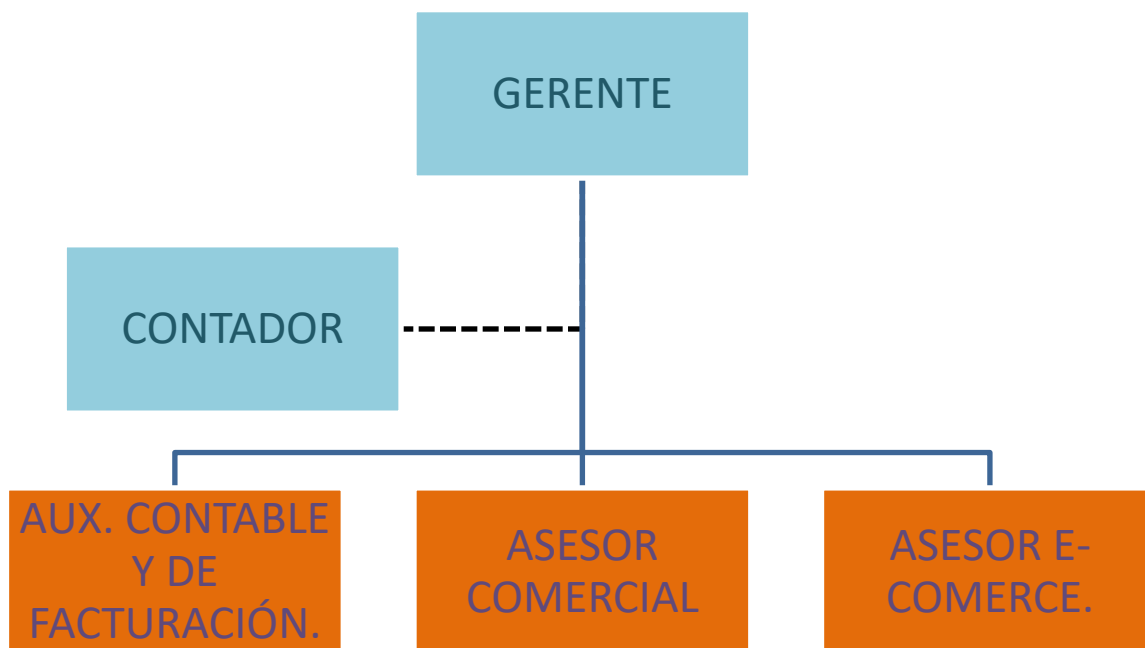 GERENTE
CONTADOR
AUX. CONTABLE
Y DE
FACTURACIÓN.
ASESOR
COMERCIAL
ASESOR E-
COMERCE.